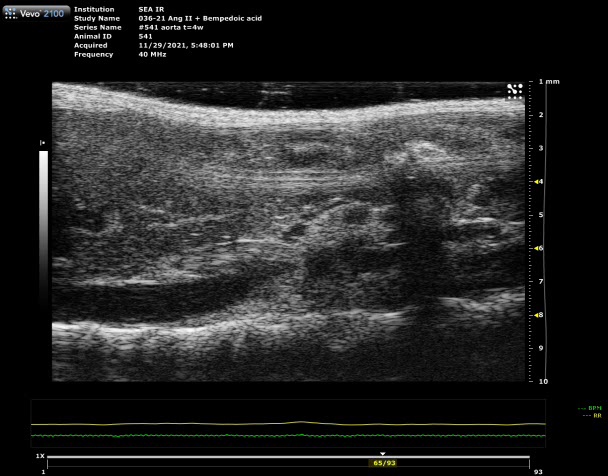 Vevo 2100
Institution SEA IR
Study Name 036-21 Ang II + Bempedoic acid
Series Name #541 aorta t=4w
Animal ID 541
Acquired 11/29/2021, 5:48:01 PM
Frequency 40 MHz
1 mm
2
3
4
5
6
7
8
9
10
BPM
RR
1X
65/93
1
93